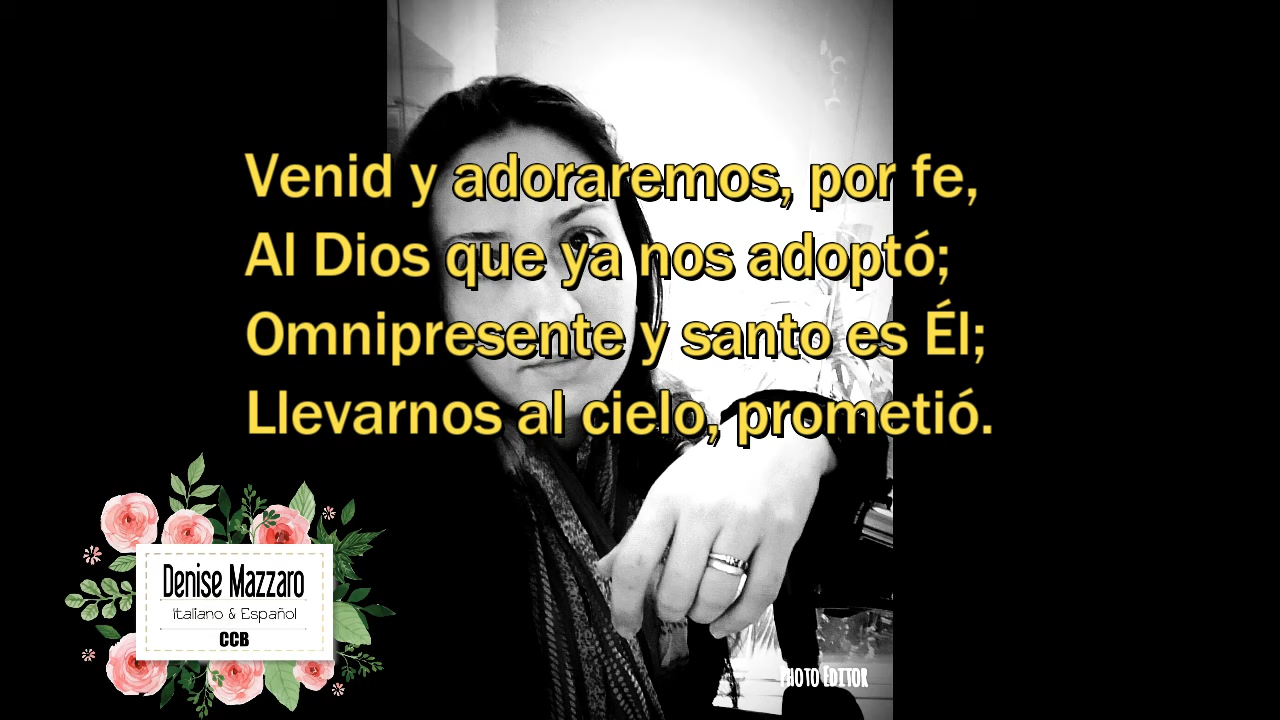 Venid y adoraremos, por fe,
Al Dios que ya nos adoptó;
Omnipresente y santo es Él;
Llevarnos al cielo, prometió.
Denise Mazzaro
Italiano & Español
CCB
Photo Editor